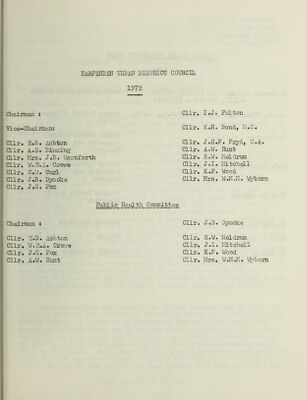 HARPENDEN URBAN DISTRICT COUNCIL
1972
Chairman : Cllr. I.J. Fulton
Vice-Chairman: Cllr. K.H. Bond, M.C.
Cllr. E.D. Ashton Cllr. J.H.F. Fryd, C.A.
Cllr. A.S. Binning Cllr. A.W. Hunt
Cllr. Mrs. J.D. Cornforth Cllr. H.W. Meldrum
Cllr. W.E.A. Crowe Cllr. J.I. Mitchell
Cllr. C.M. Curl Cllr. K.F. Wood
Cllr. J.B. Dymoke Cllr. Mrs. W.M.M. Wyborn
Cllr. J.G. Fox
Public Health Committee
Chairman : Cllr. J.B. Dymoke
Cllr. E.D. Ashton Cllr. H.W. Meldrum
Cllr. W.E.A. Crowe Cllr. J.I. Mitchell
Cllr. J.G. Fox Cllr. K.F. Wood
Cllr. A.W. Hunt Cllr. Mrs. W.M.M. Wyborn